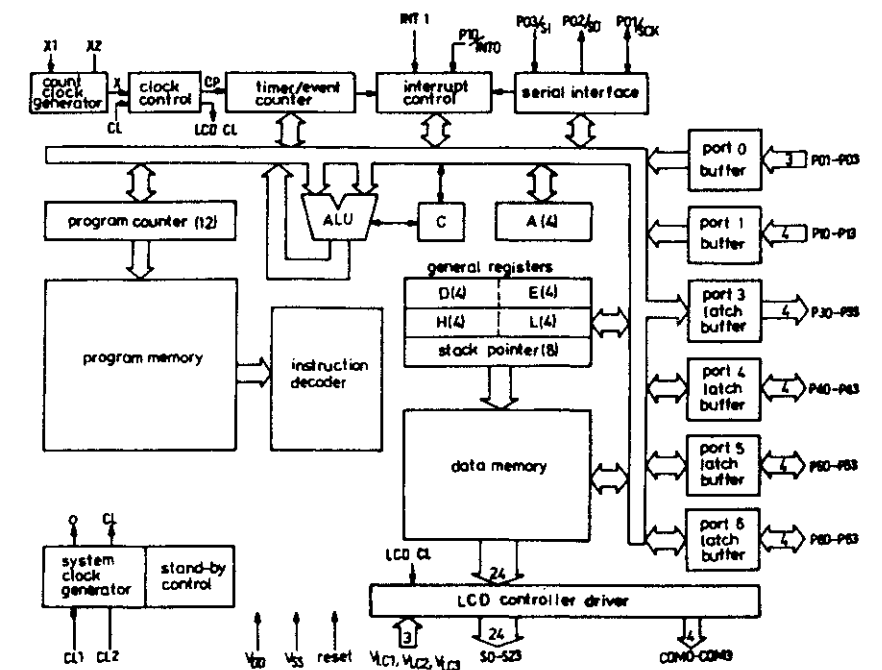 X1 X2
INT 1
P10/INT0
P03/SI
P02/SO
P01/SCK
count clock generator
X
CL
clock control
CP
LCD CL
timer/event counter
interrupt control
serial interface
port 0 buffer
3
P01-P03
program counter (12)
ALU
C
A(4)
port 1 buffer
4
P10-P13
general registers
D(4) E(4)
H(4) L(4)
stack pointer(8)
port 3 latch buffer
4
program memory
instruction decoder
port 4 latch buffer
4
P40-P43
data memory
port 5 latch buffer
4
P50-P53
port 6 latch buffer
4
P60-P63
CL
system clock generator
stand-by control
LCD CL
24
LCD controller driver
3
24
4
CL1 CL2
VDD
VSS
reset
VLC1, VLC2, VLC3
S0-S23
COM0-COM3